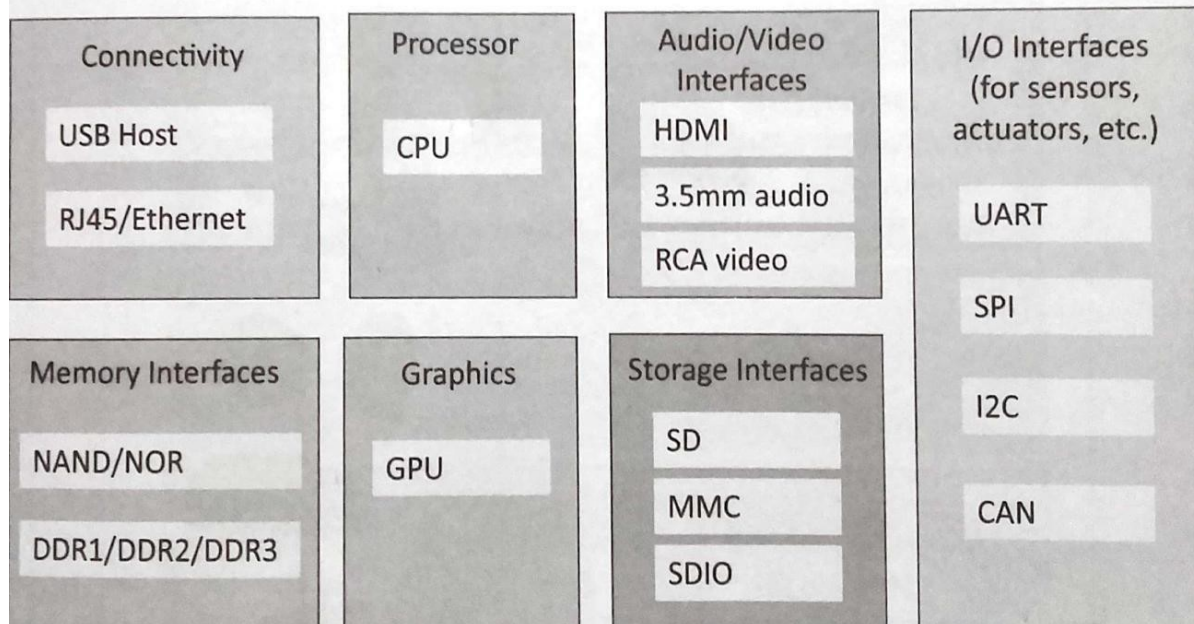 Connectivity
USB Host
RJ45/Ethernet
Processor
CPU
Audio/Video
Interfaces
HDMI
3.5mm audio
RCA video
I/O Interfaces
(for sensors,
actuators, etc.)
UART
SPI
I2C
CAN
Memory Interfaces
NAND/NOR
DDR1/DDR2/DDR3
Graphics
GPU
Storage Interfaces
SD
MMC
SDIO